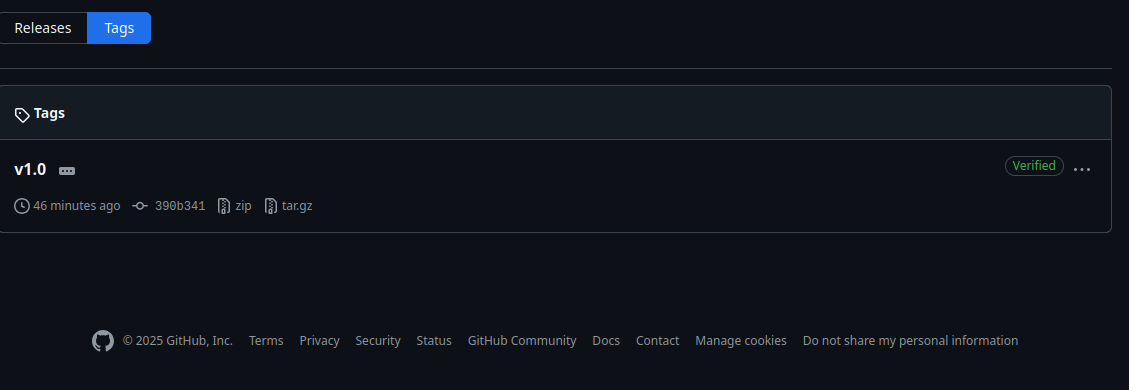 Releases Tags
Tags
v1.0
Verified
46 minutes ago 390b341 zip tar.gz
© 2025 GitHub, Inc. Terms Privacy Security Status GitHub Community Docs Contact Manage cookies Do not share my personal information